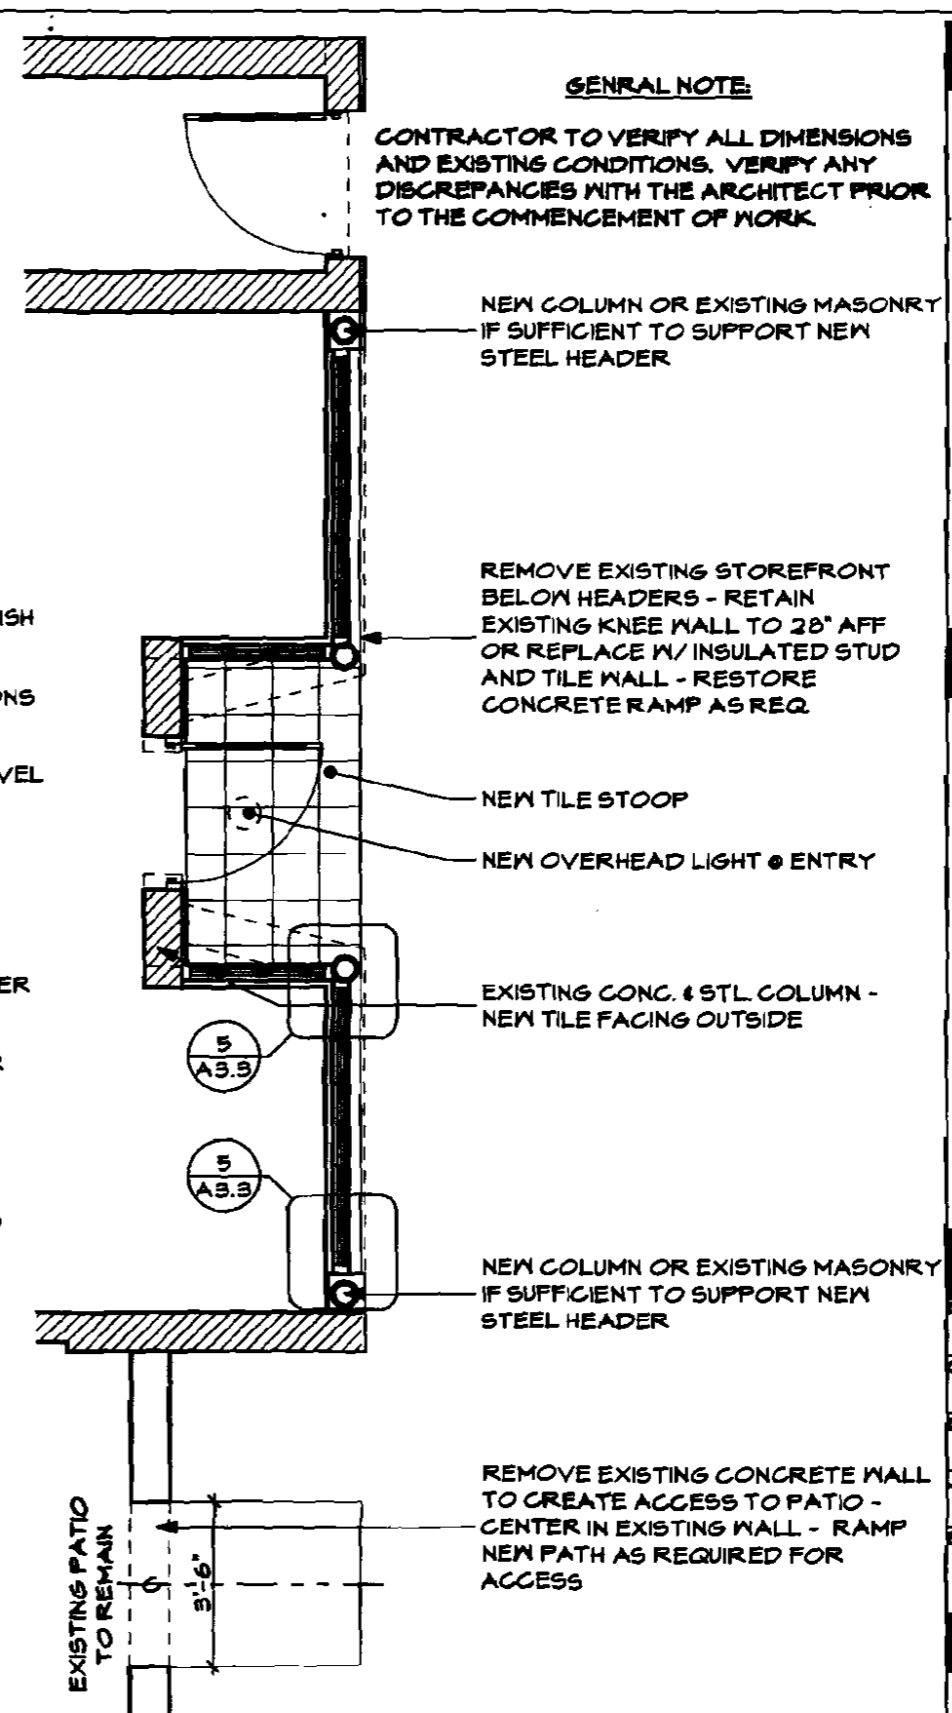 GENRAL NOTE:
CONTRACTOR TO VERIFY ALL DIMENSIONS
AND EXISTING CONDITIONS. VERIFY ANY
DISCREPANCIES WITH THE ARCHITECT PRIOR
TO THE COMMENCEMENT OF WORK
NEW COLUMN OR EXISTING MASONRY
IF SUFFICIENT TO SUPPORT NEW
STEEL HEADER
REMOVE EXISTING STOREFRONT
BELOW HEADERS - RETAIN
EXISTING KNEE WALL TO 28" AFF
OR REPLACE W/ INSULATED STUD
AND TILE WALL - RESTORE
CONCRETE RAMP AS REQ.
ISH
ONS
VEL
NEW TILE STOOP
NEW OVERHEAD LIGHT @ ENTRY
ER
EXISTING CONC. & STL. COLUMN -
NEW TILE FACING OUTSIDE
5
A3.3
R
5
A3.3
NEW COLUMN OR EXISTING MASONRY
IF SUFFICIENT TO SUPPORT NEW
STEEL HEADER
REMOVE EXISTING CONCRETE WALL
TO CREATE ACCESS TO PATIO -
CENTER IN EXISTING WALL - RAMP
NEW PATH AS REQUIRED FOR
ACCESS
EXISTING PATIO
TO REMAIN
3'-6"